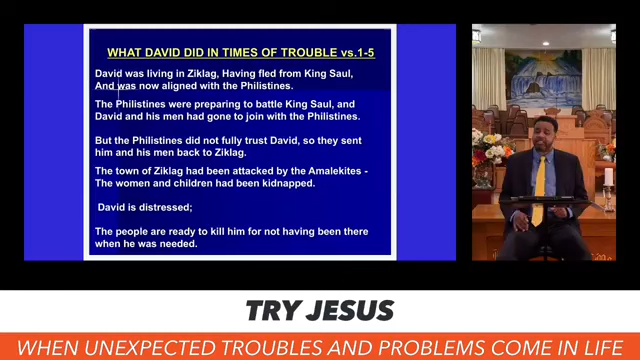 WHAT DAVID DID IN TIMES OF TROUBLE vs.1-5
David was living in Ziklag, Having fled from King Saul,
And was now aligned with the Philistines.
The Philistines were preparing to battle King Saul, and
David and his men had gone to join with the Philistines.
But the Philistines did not fully trust David, so they sent
him and his men back to Ziklag.
The town of Ziklag had been attacked by the Amalekites -
The women and children had been kidnapped.
David is distressed;
The people are ready to kill him for not having been there
when he was needed.
TRY JESUS
WHEN UNEXPECTED TROUBLES AND PROBLEMS COME IN LIFE